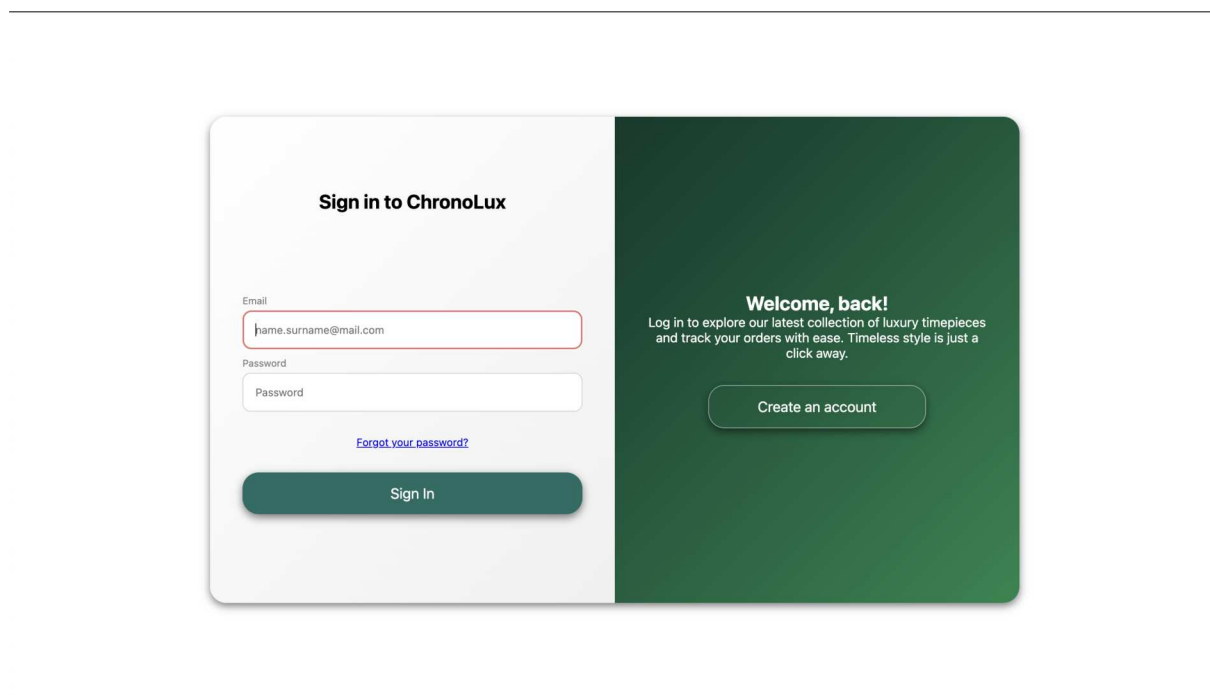 Sign in to ChronoLux
Email
name.surname@mail.com
Password
Password
Forgot your password?
Sign In
Welcome, back!
Log in to explore our latest collection of luxury timepieces
and track your orders with ease. Timeless style is just a
click away.
Create an account